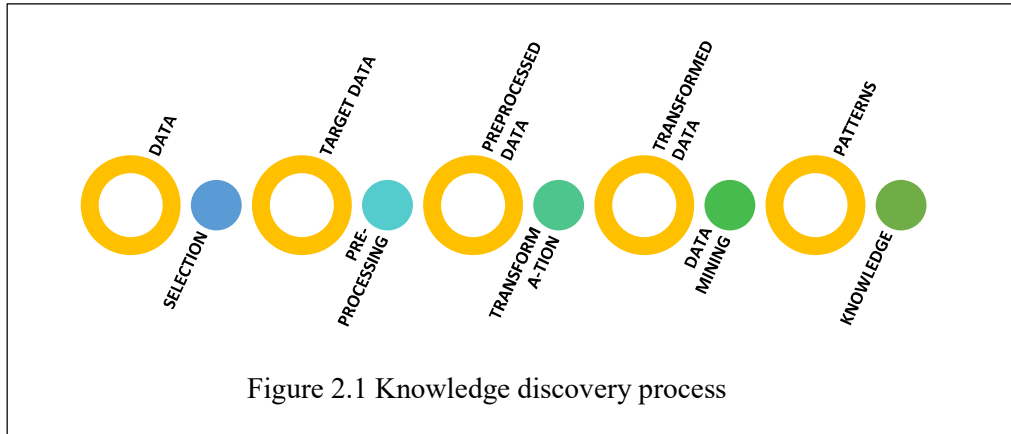 DATA
SELECTION
TARGET DATA
PRE-
PROCESSING
PREPROCESSED
DATA
TRANSFORM
A-TION
TRANSFORMED
DATA
DATA
MINING
PATTERNS
KNOWLEDGE
Figure 2.1 Knowledge discovery process